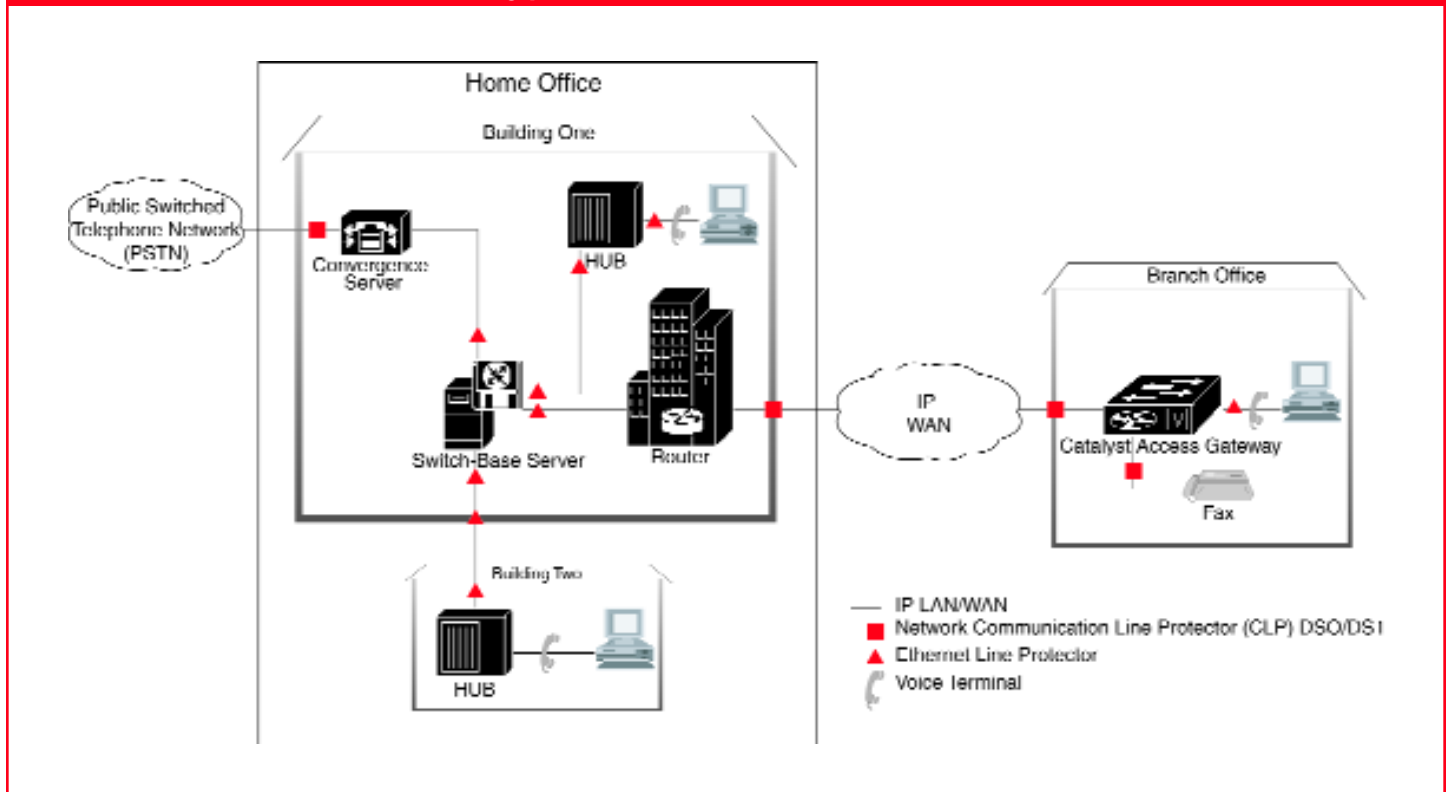 Home Office
Building One
Public Switched
Telephone Network
(PSTN)
Convergence
Server
HUB
Switch-Base Server
Router
IP
WAN
Branch Office
Catalyst Access Gateway
Fax
Building Two
HUB
IP LAN/WAN
Network Communication Line Protector (CLP) DSO/DS1
Ethernet Line Protector
Voice Terminal